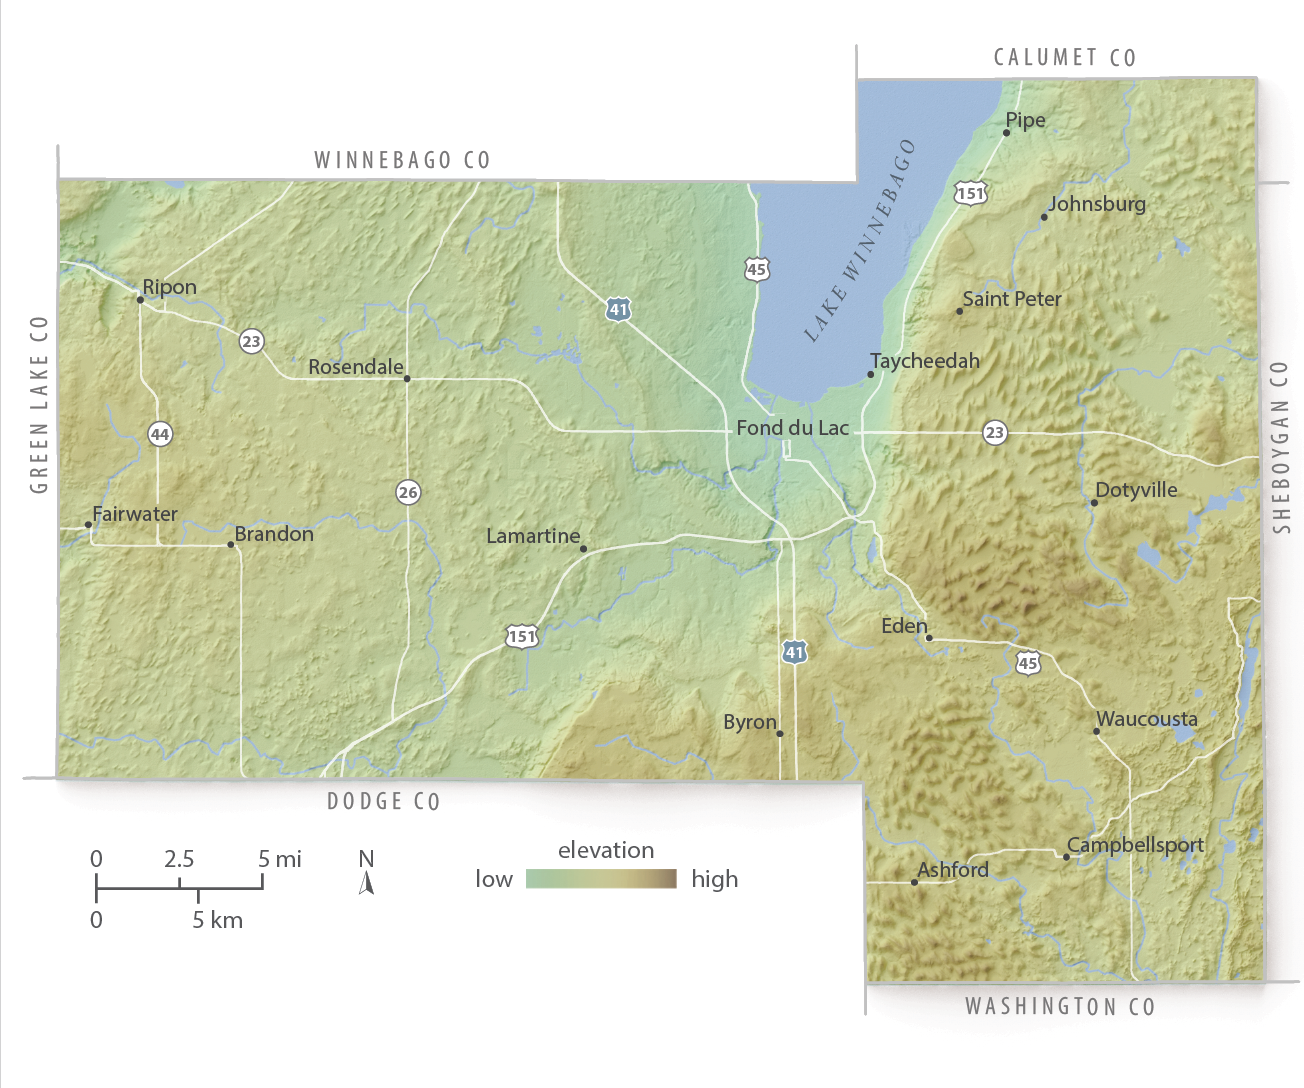 CALUMET CO
Pipe
WINNEBAGO CO
151
Johnsburg
LAKE WINNEBAGO
45
Ripon
Saint Peter
41
23
Rosendale
Taycheedah
GREEN LAKE CO
SHEBOYGAN CO
44
Fond du Lac
23
26
Dotyville
Fairwater
Brandon
Lamartine
151
Eden
41
45
Byron
Waucousta
DODGE CO
0 2.5 5 mi
0 5 km
N
elevation
low high
Campbellsport
Ashford
WASHINGTON CO